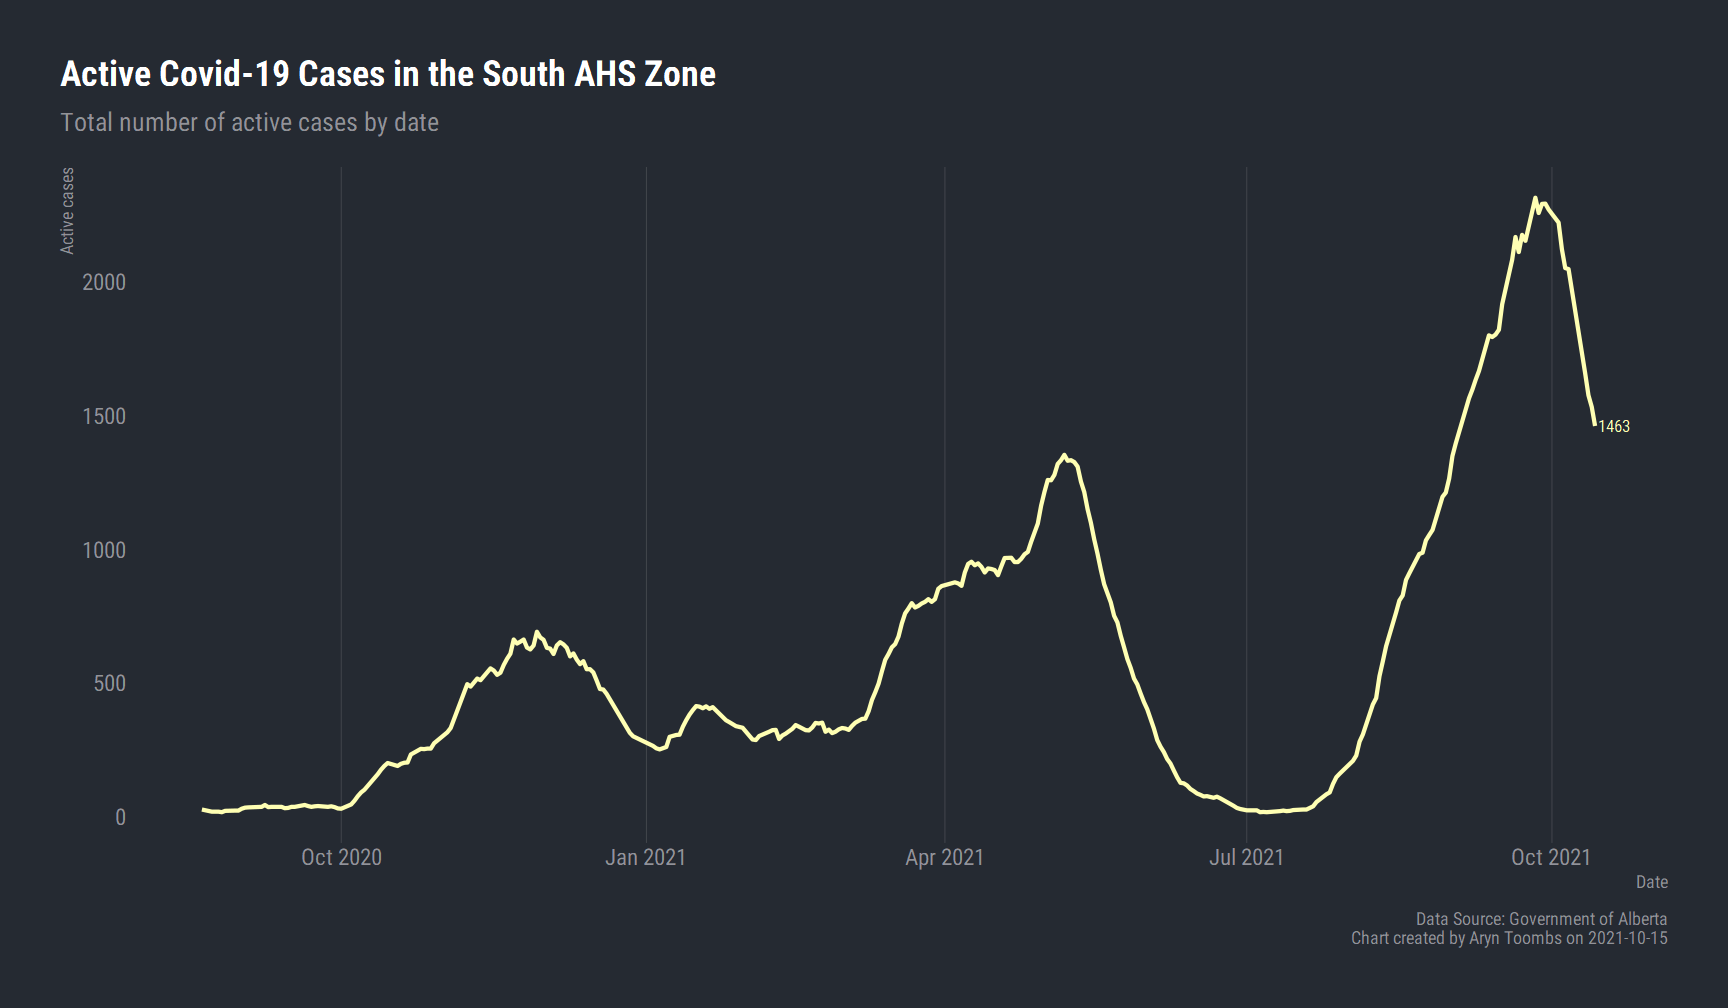 Active Covid-19 Cases in the South AHS Zone
Total number of active cases by date
Active cases
2000
1500
1000
500
0
1463
Oct 2020
Jan 2021
Apr 2021
Jul 2021
Oct 2021
Date
Data Source: Government of Alberta
Chart created by Aryn Toombs on 2021-10-15